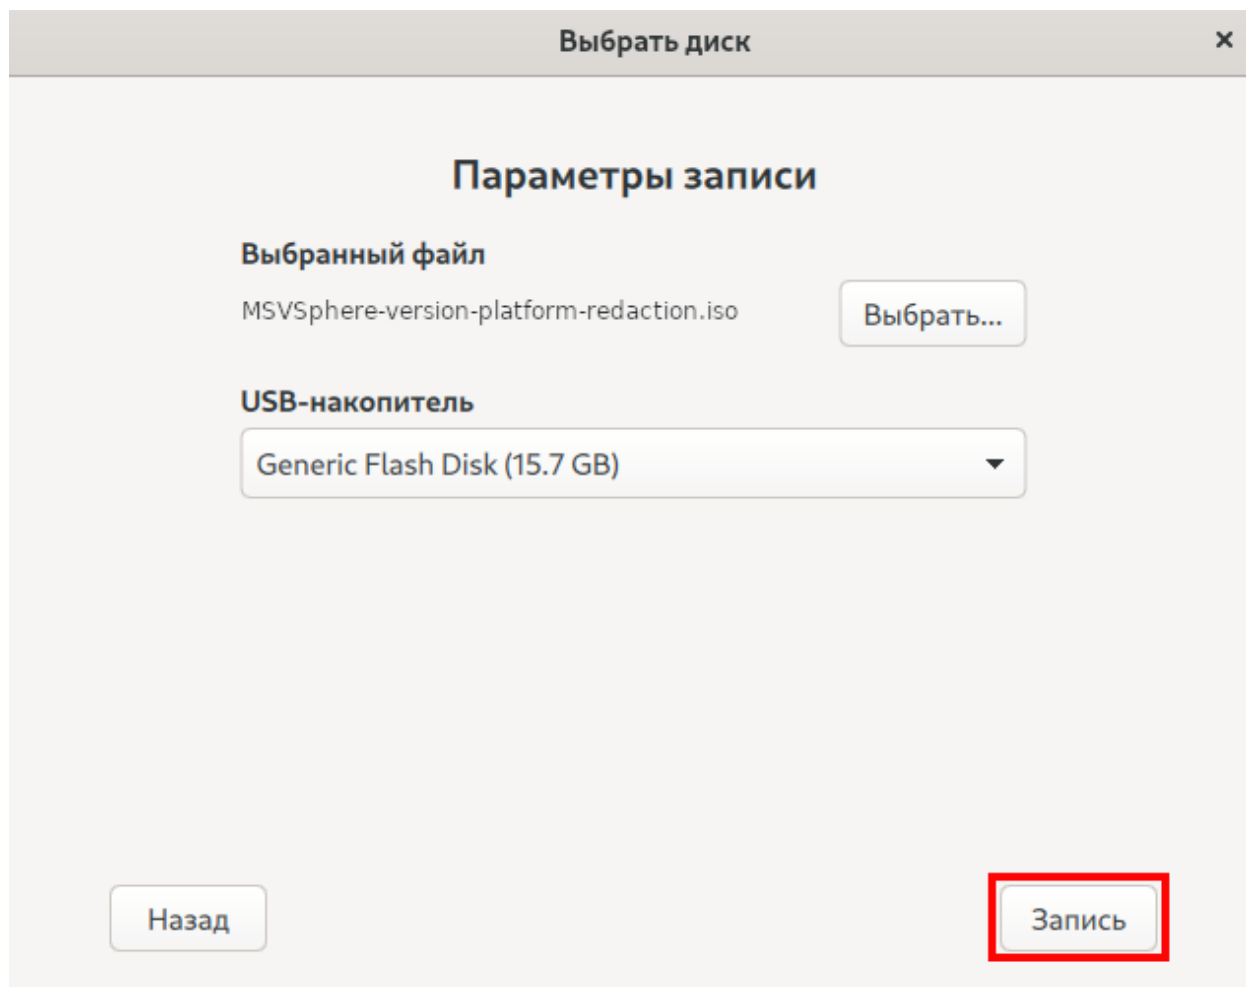 Выбрать диск
Параметры записи
Выбранный файл
MSVSphere-version-platform-redaction.iso
Выбрать...
USB-накопитель
Generic Flash Disk (15.7 GB)
Назад
Запись